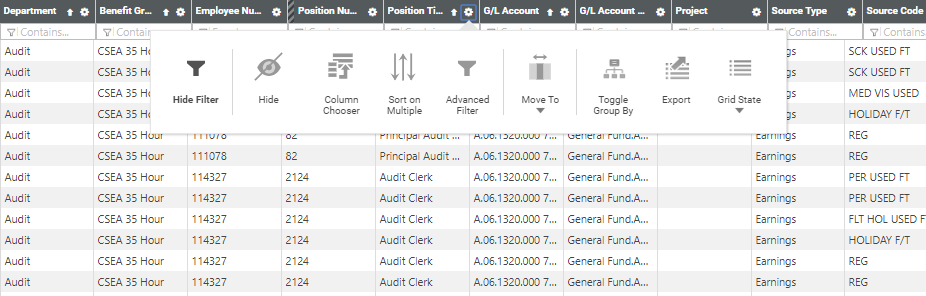 Department Benefit Gr... Employee Nu... Position Nu... Position Ti... G/L Account G/L Account ... Project Source Type Source Code
Contains... Contains...
Hide Filter Hide Column Chooser Sort on Multiple Advanced Filter Move To Toggle Group By Export Grid State
Audit CSEA 35 Ho Earnings SCK USED FT
Audit CSEA 35 Ho SCK USED FT
Audit CSEA 35 Ho MED VIS USED
Audit CSEA 35 Ho HOLIDAY F/T
Audit CSEA 35 Hour 111078 82 Principal Audit ... A.06.1320.000 7... General Fund.A... Earnings REG
Audit CSEA 35 Hour 111078 82 Principal Audit ... A.06.1320.000 7... General Fund.A... Earnings REG
Audit CSEA 35 Hour 114327 2124 Audit Clerk A.06.1320.000 7... General Fund.A... Earnings PER USED FT
Audit CSEA 35 Hour 114327 2124 Audit Clerk A.06.1320.000 7... General Fund.A... Earnings PER USED FT
Audit CSEA 35 Hour 114327 2124 Audit Clerk A.06.1320.000 7... General Fund.A... Earnings FLT HOL USED F
Audit CSEA 35 Hour 114327 2124 Audit Clerk A.06.1320.000 7... General Fund.A... Earnings HOLIDAY F/T
Audit CSEA 35 Hour 114327 2124 Audit Clerk A.06.1320.000 7... General Fund.A... Earnings REG
Audit CSEA 35 Hour 114327 2124 Audit Clerk A.06.1320.000 7... General Fund.A... Earnings REG